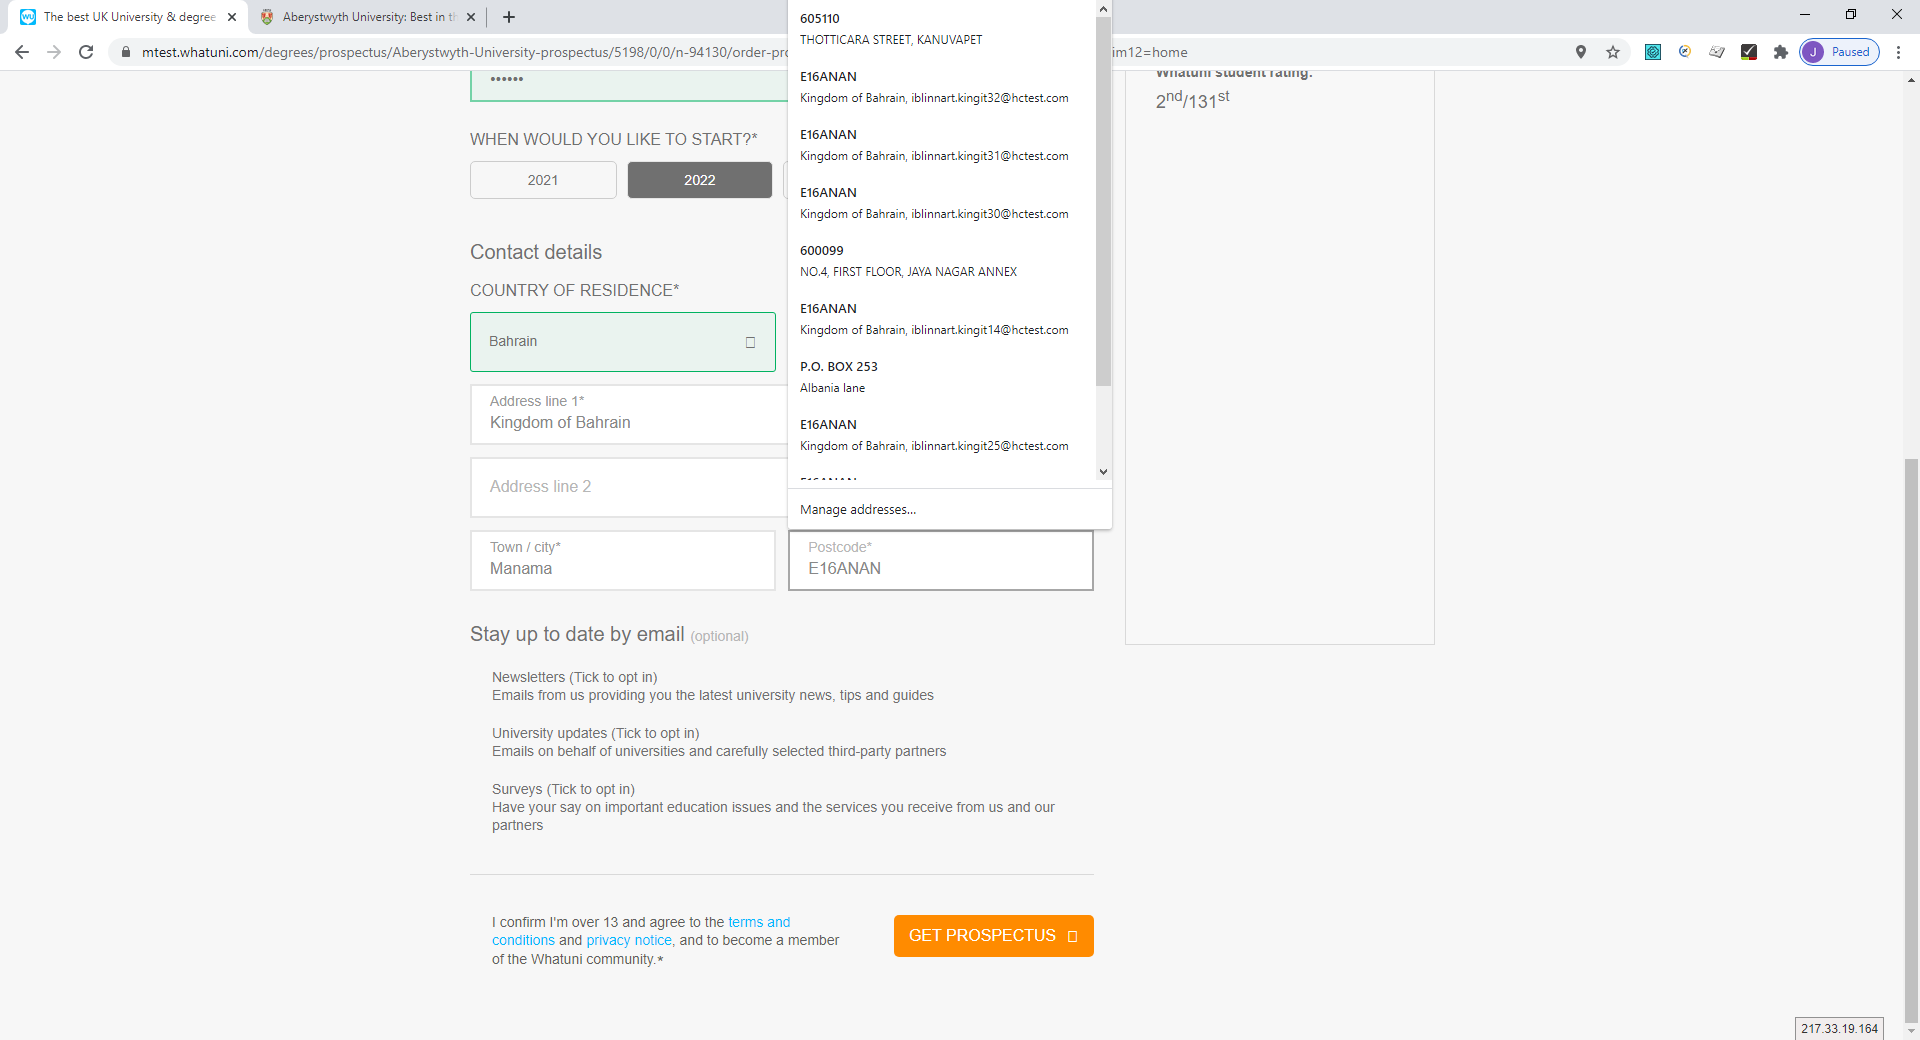 The best UK University & degree
Aberystwyth University: Best in th
mtest.whatuni.com/degrees/prospectus/Aberystwyth-University-prospectus/5198/0/0/n-94130/order-pro
im12=home
J Paused
605110
THOTTICARA STREET, KANUVAPET
E16ANAN
Kingdom of Bahrain, iblinnart.kingit32@hctest.com
E16ANAN
Kingdom of Bahrain, iblinnart.kingit31@hctest.com
E16ANAN
Kingdom of Bahrain, iblinnart.kingit30@hctest.com
600099
NO.4, FIRST FLOOR, JAYA NAGAR ANNEX
E16ANAN
Kingdom of Bahrain, iblinnart.kingit14@hctest.com
P.O. BOX 253
Albania lane
E16ANAN
Kingdom of Bahrain, iblinnart.kingit25@hctest.com
E16ANAN
Manage addresses...
Whatuni student rating:
2nd/131st
••••••
WHEN WOULD YOU LIKE TO START?*
2021
2022
Contact details
COUNTRY OF RESIDENCE*
Bahrain
Address line 1*
Kingdom of Bahrain
Address line 2
Town / city*
Manama
Postcode*
E16ANAN
Stay up to date by email (optional)
Newsletters (Tick to opt in)
Emails from us providing you the latest university news, tips and guides
University updates (Tick to opt in)
Emails on behalf of universities and carefully selected third-party partners
Surveys (Tick to opt in)
Have your say on important education issues and the services you receive from us and our
partners
I confirm I'm over 13 and agree to the terms and
conditions and privacy notice, and to become a member
of the Whatuni community.*
GET PROSPECTUS
217.33.19.164